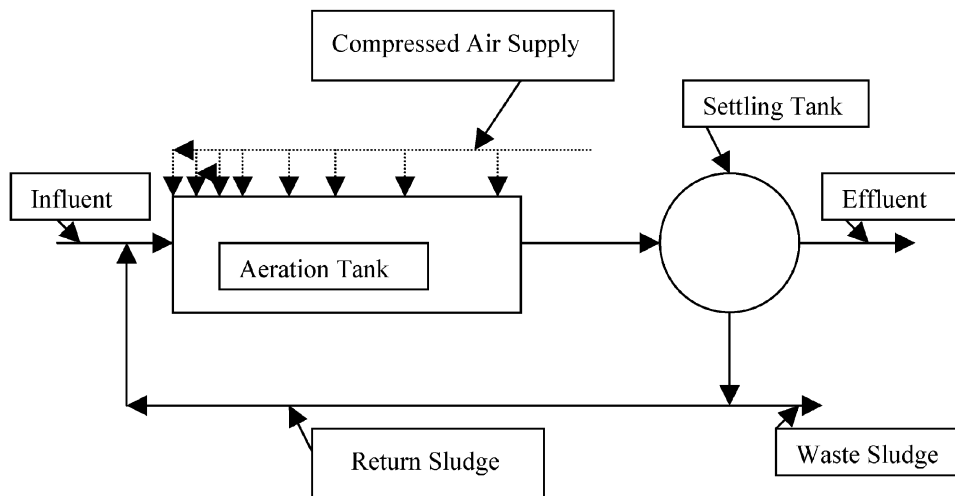 Compressed Air Supply
Settling Tank
Influent
Effluent
Aeration Tank
Return Sludge
Waste Sludge